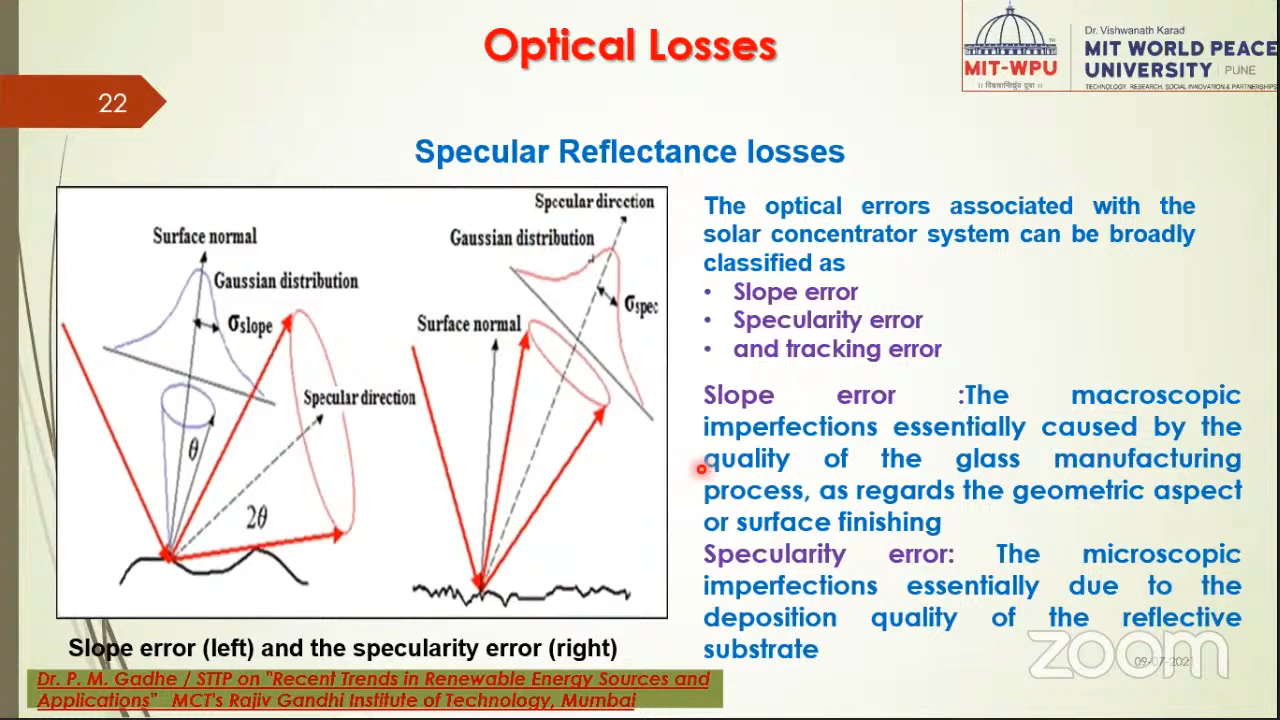 Optical Losses
Dr. Vishwanath Karad
MIT WORLD PEACE
UNIVERSITY | PUNE
TECHNOLOGY, RESEARCH, SOCIAL INNOVATION & PARTNERSHIPS
MIT-WPU
22
Specular Reflectance losses
Surface normal
Gaussian distribution
σslope
Specular direction
θ
2θ
Specular direction
Gaussian distribution
σspec
Surface normal
Slope error (left) and the specularity error (right)
The optical errors associated with the
solar concentrator system can be broadly
classified as
• Slope error
• Specularity error
• and tracking error
Slope error :The macroscopic
imperfections essentially caused by the
quality of the glass manufacturing
process, as regards the geometric aspect
or surface finishing
Specularity error: The microscopic
imperfections essentially due to the
deposition quality of the reflective
substrate
zoom
09-07-2021
Dr. P. M. Gadhe / STTP on "Recent Trends in Renewable Energy Sources and
Applications" MCT's Rajiv Gandhi Institute of Technology, Mumbai